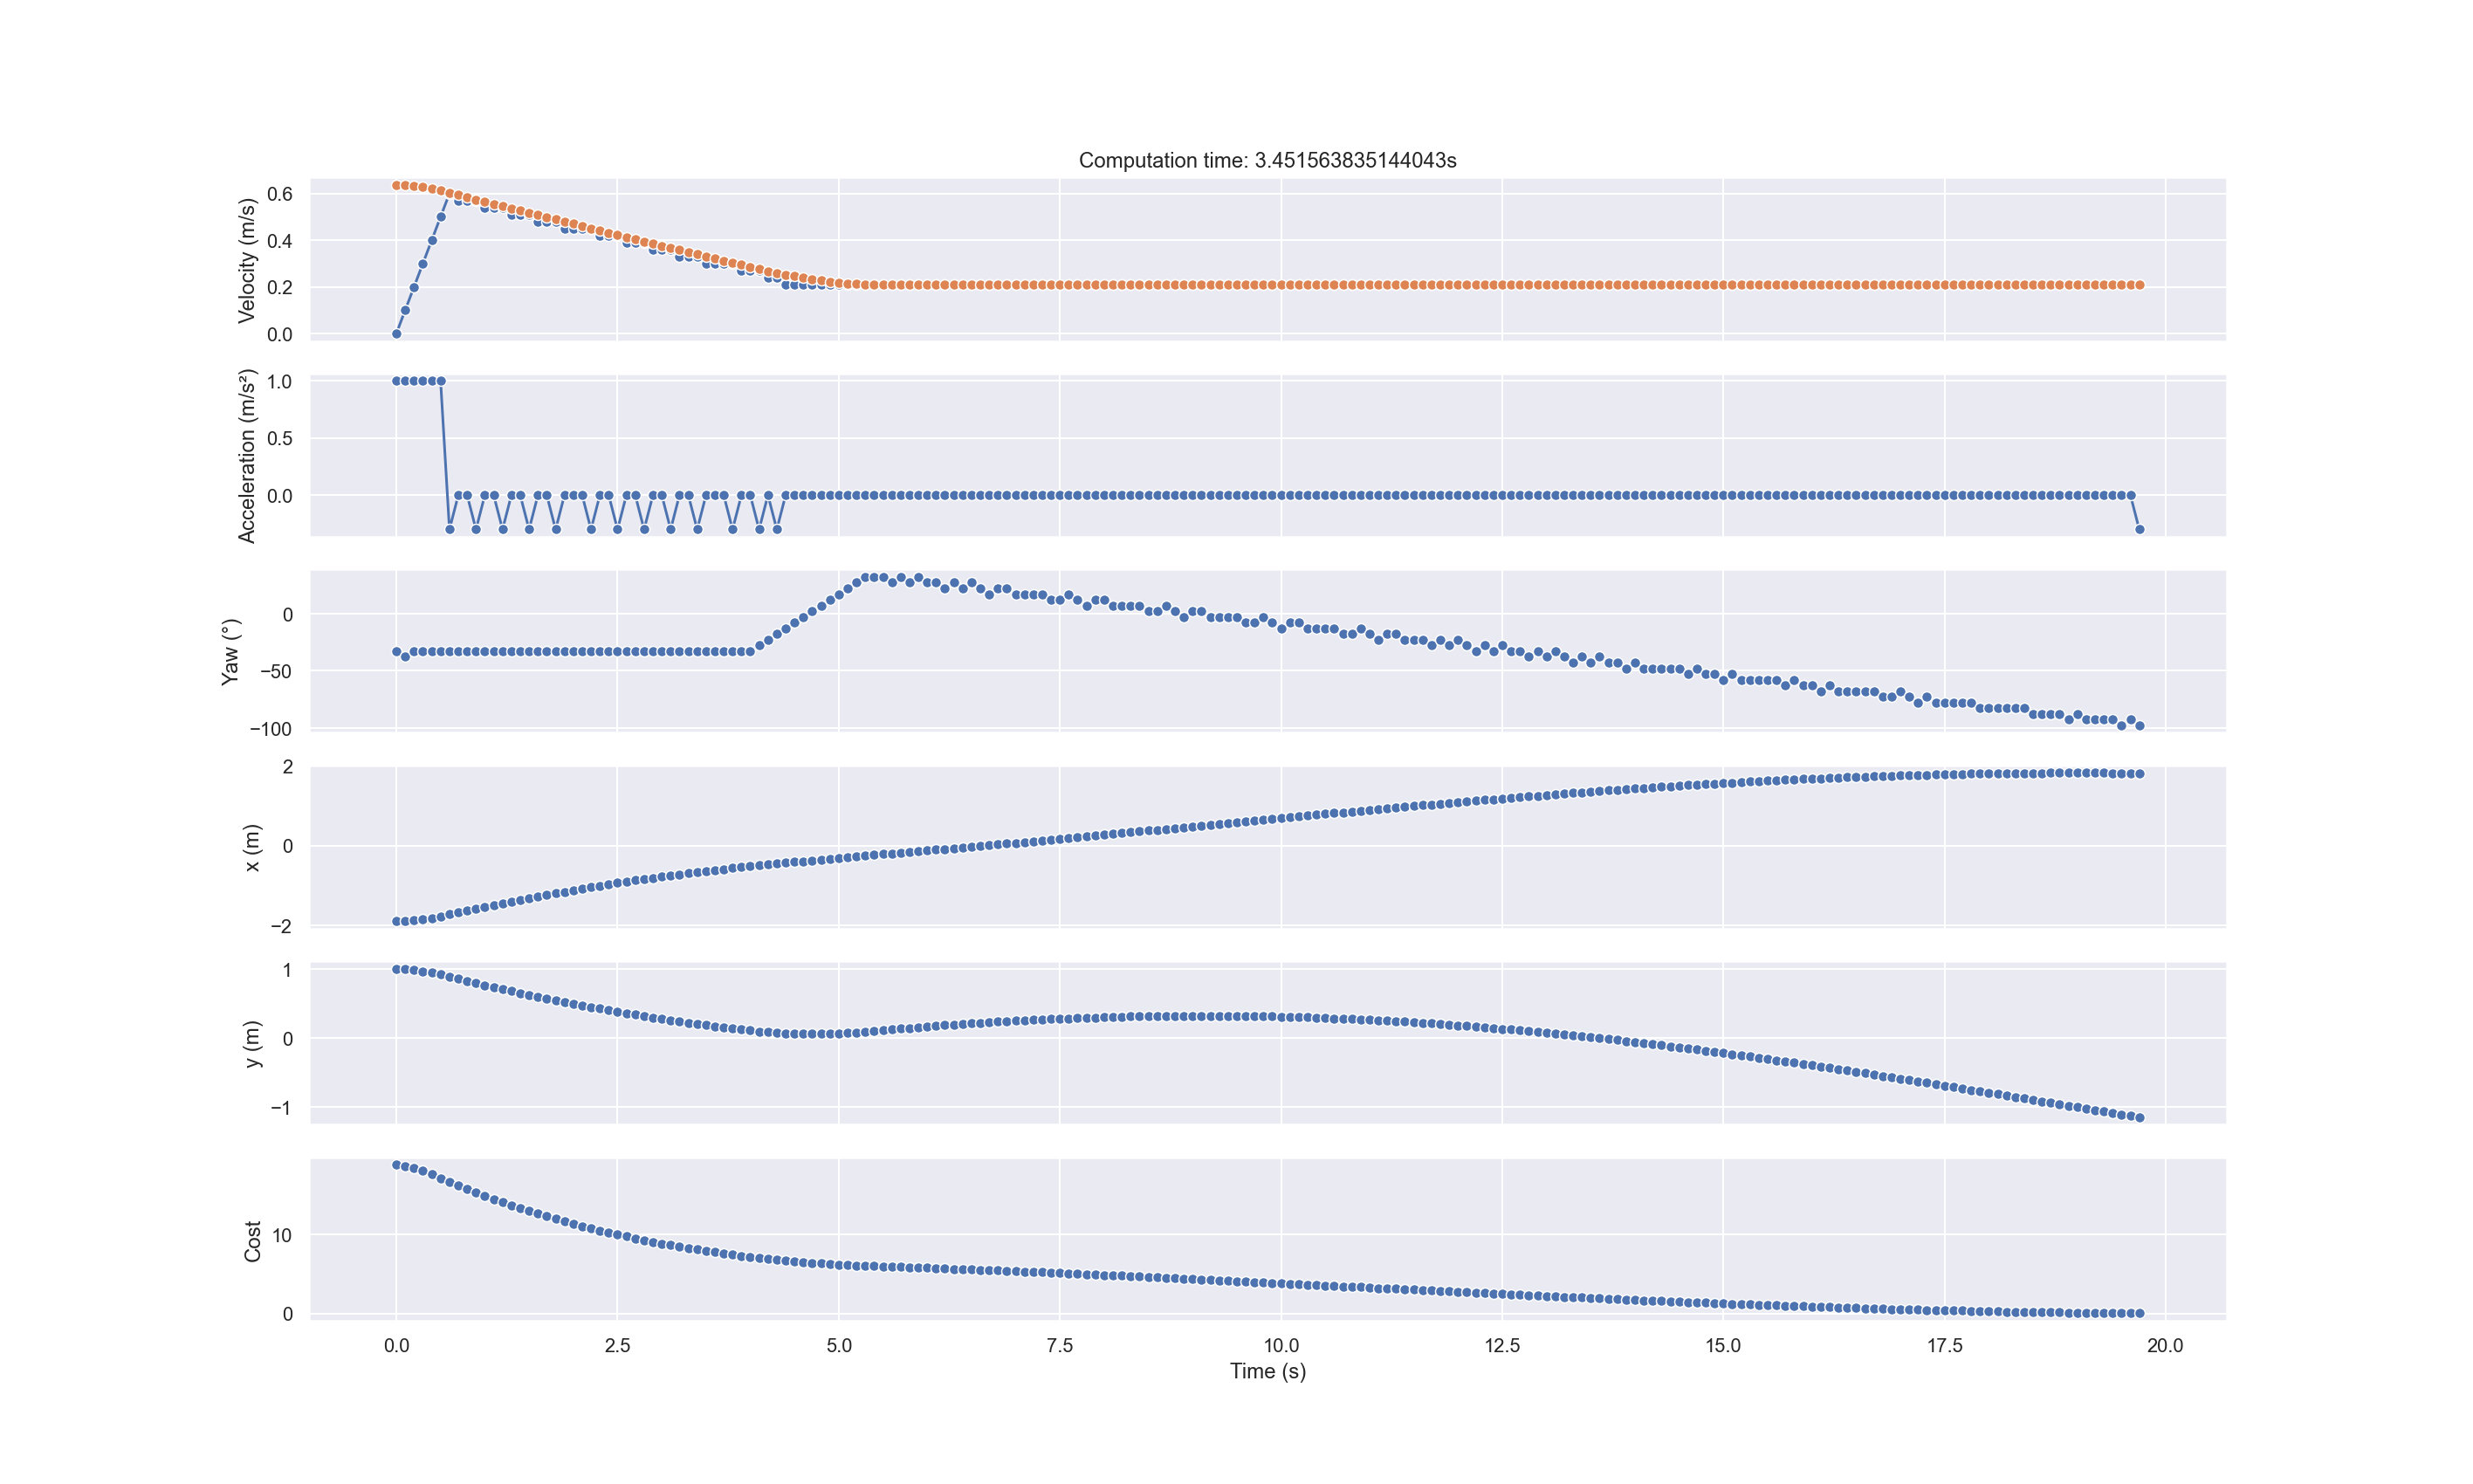 Computation time: 3.451563835144043s
Velocity (m/s)
0.6
0.4
0.2
0.0
Acceleration (m/s²)
1.0
0.5
0.0
Yaw (°)
0
−50
−100
x (m)
2
0
−2
y (m)
1
0
−1
Cost
10
0
0.0 2.5 5.0 7.5 10.0 12.5 15.0 17.5 20.0
Time (s)